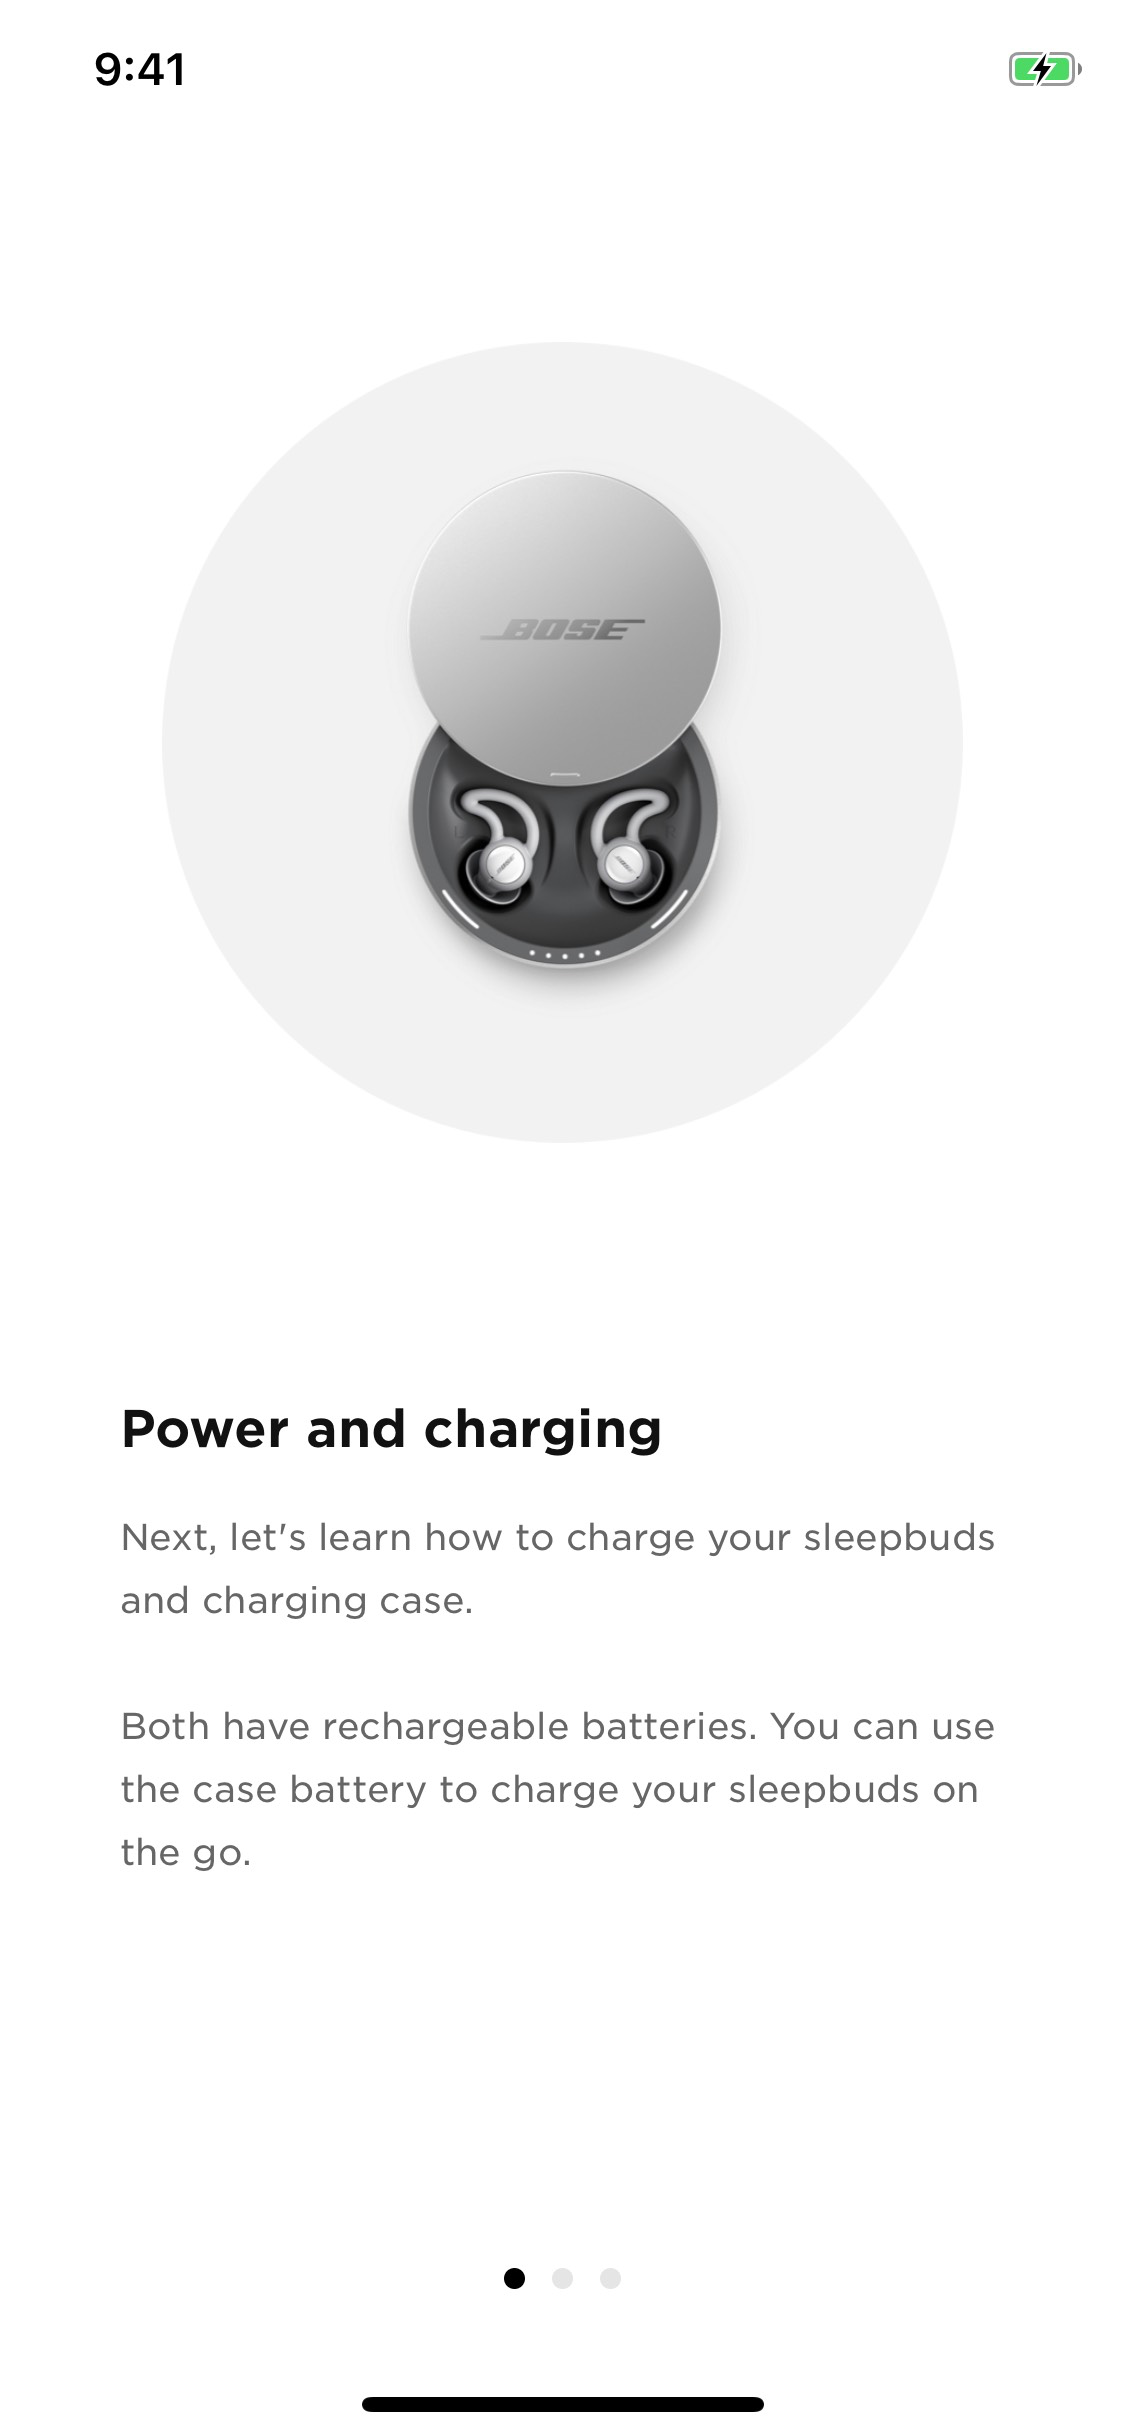 9:41
BOSE
Power and charging
Next, let's learn how to charge your sleepbuds
and charging case.
Both have rechargeable batteries. You can use
the case battery to charge your sleepbuds on
the go.